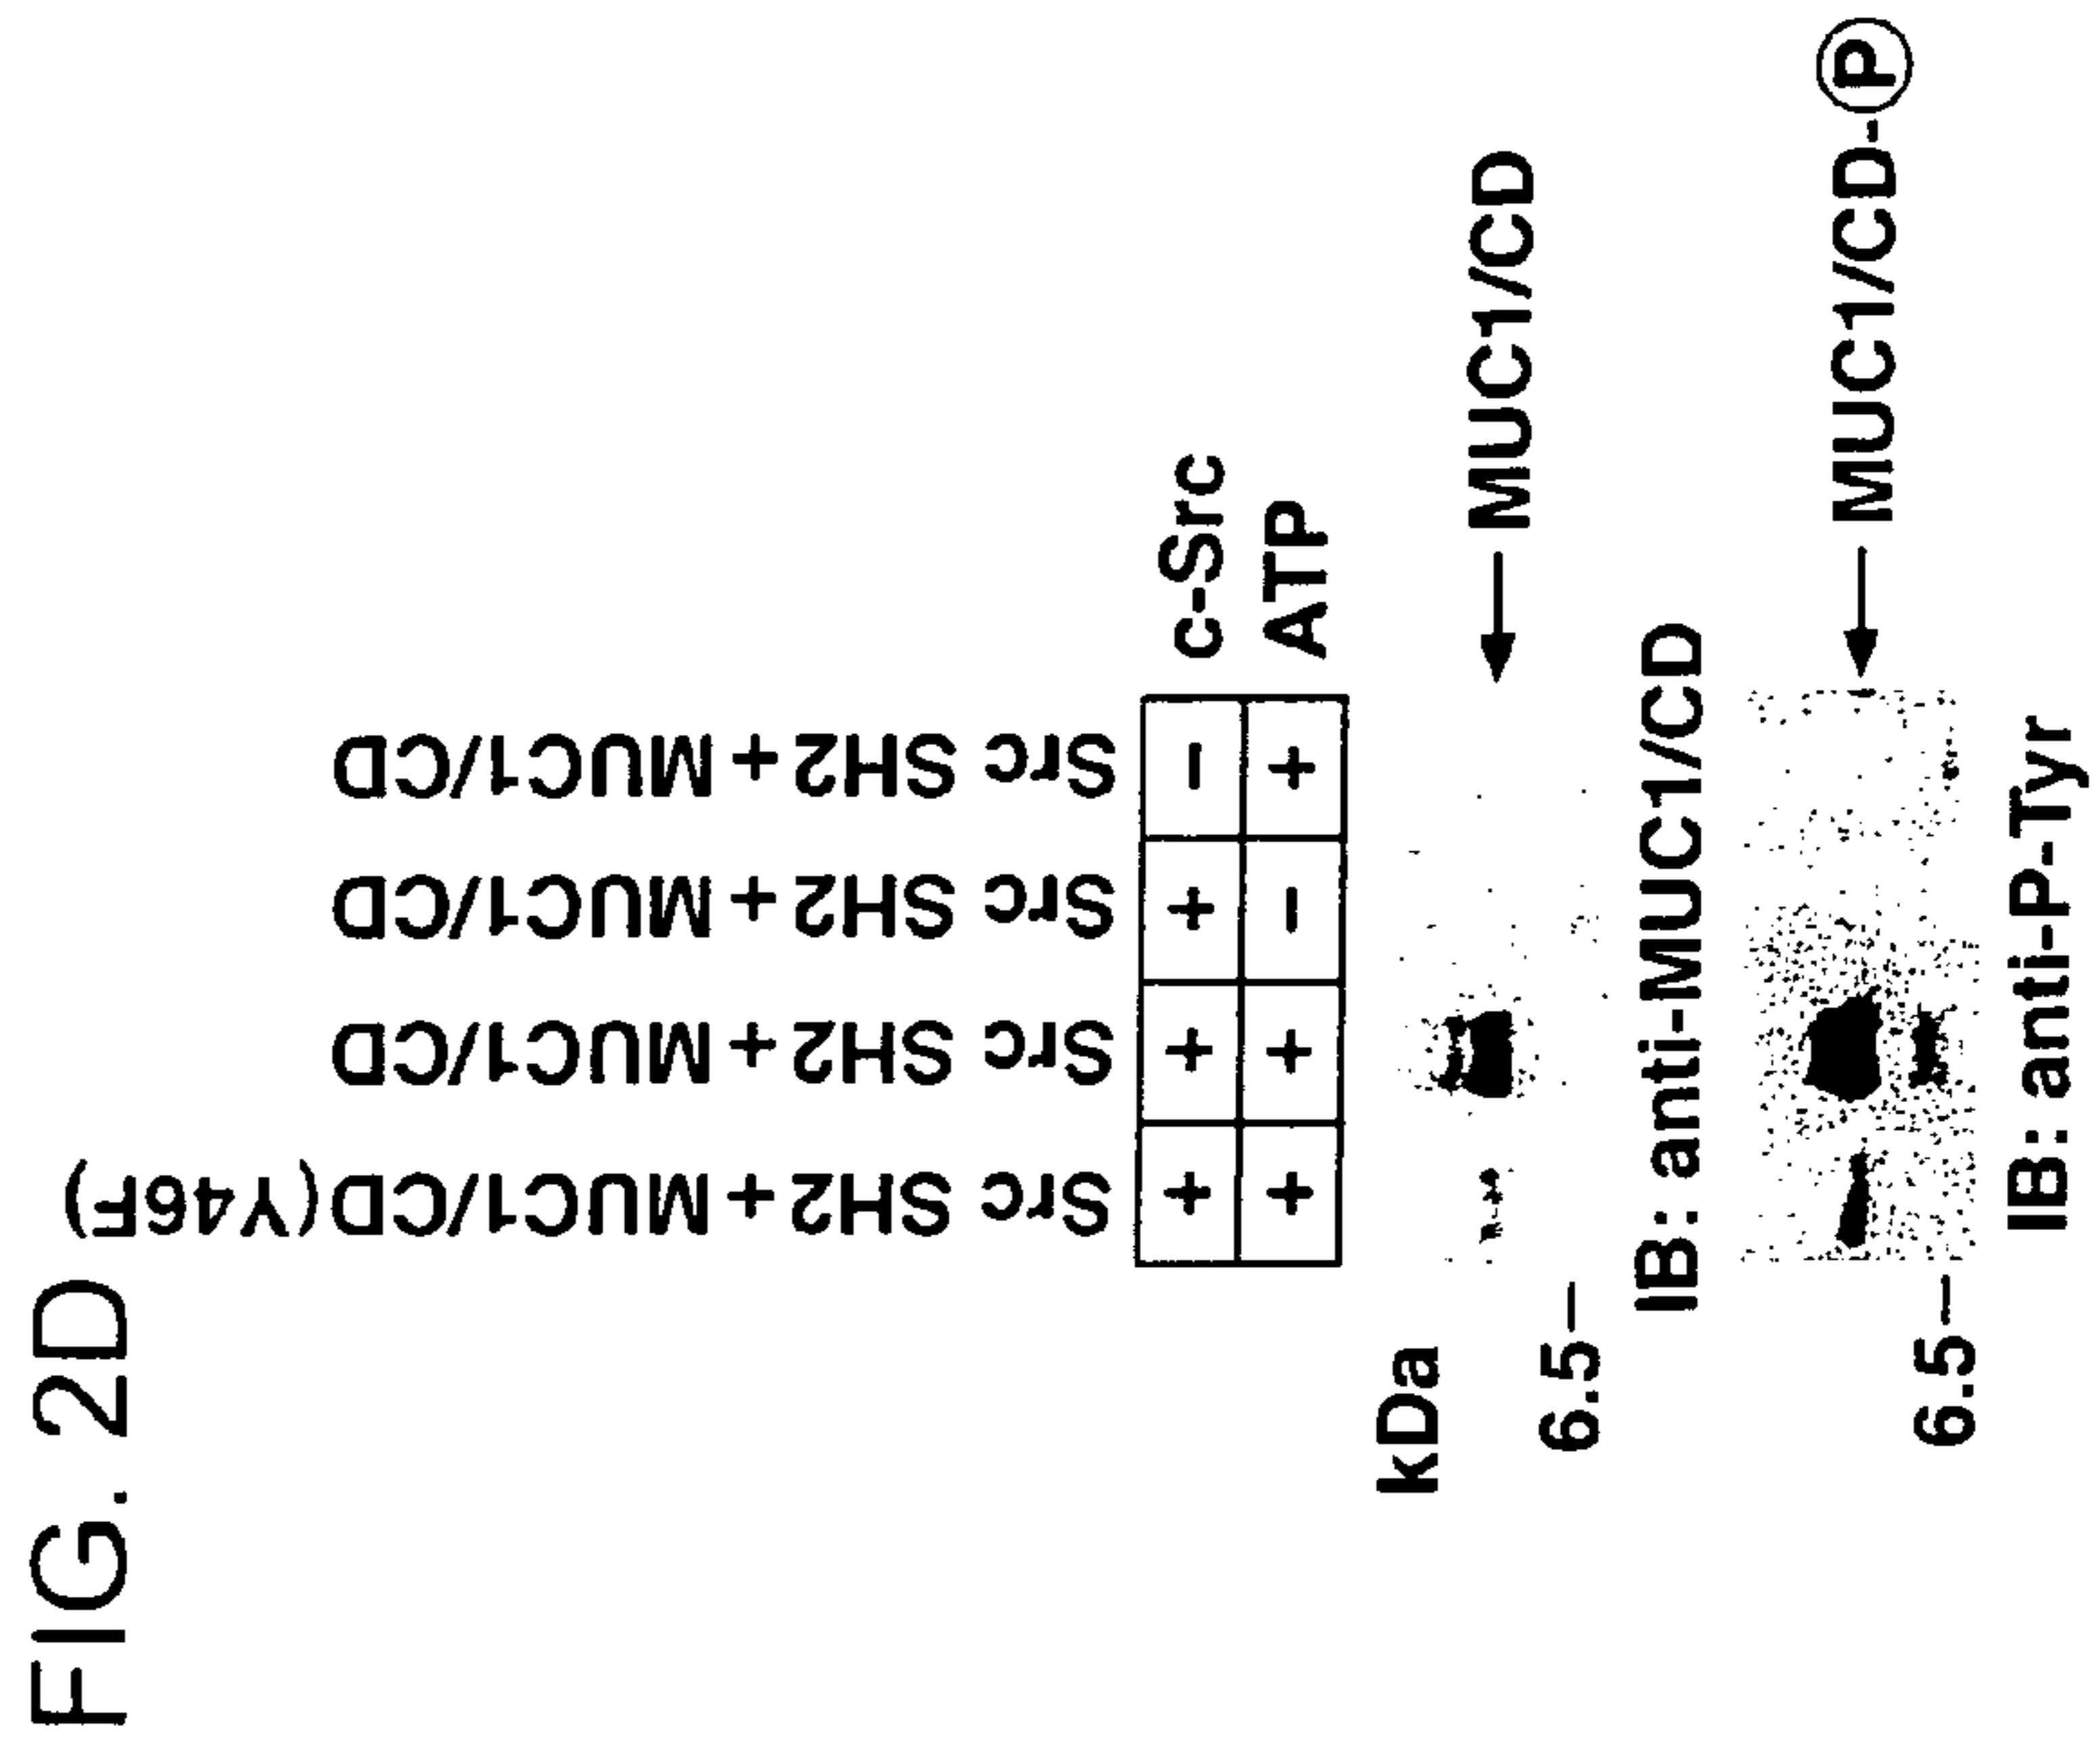 FIG. 2D
Src SH2 + MUC1/CD(Y46F)
Src SH2 + MUC1/CD
Src SH2 + MUC1/CD
Src SH2 + MUC1/CD
+ + + − c-Src
+ + − + ATP
kDa
MUC1/CD
6.5
IB: anti-MUC1/CD
MUC1/CD-P
6.5
IB: anti-P-Tyr